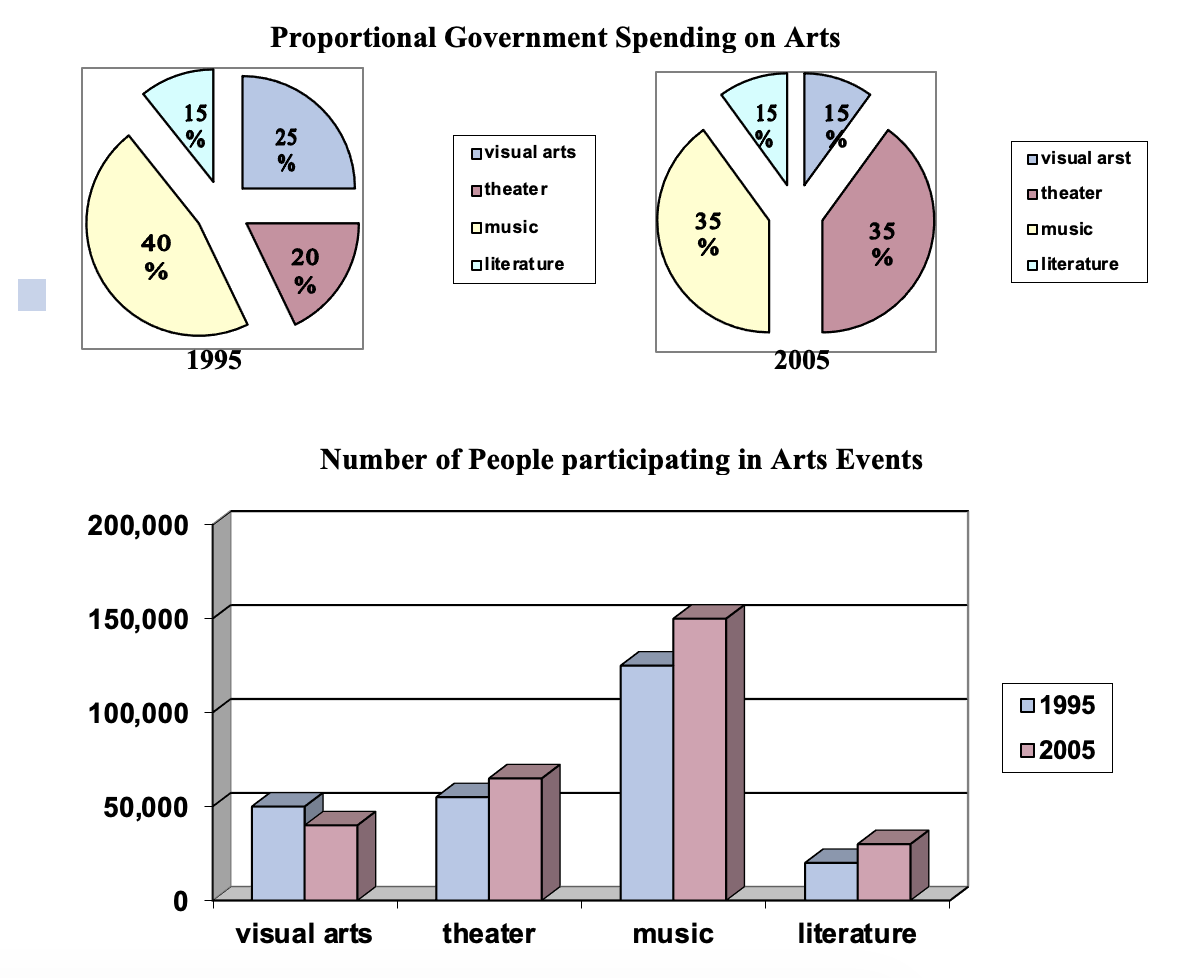 Proportional Government Spending on Arts
15
%
25
%
40
%
20
%
1995
visual arts
theater
music
literature
15
%
15
%
35
%
35
%
2005
visual arst
theater
music
literature
Number of People participating in Arts Events
200,000
150,000
100,000
50,000
0
visual arts
theater
music
literature
1995
2005